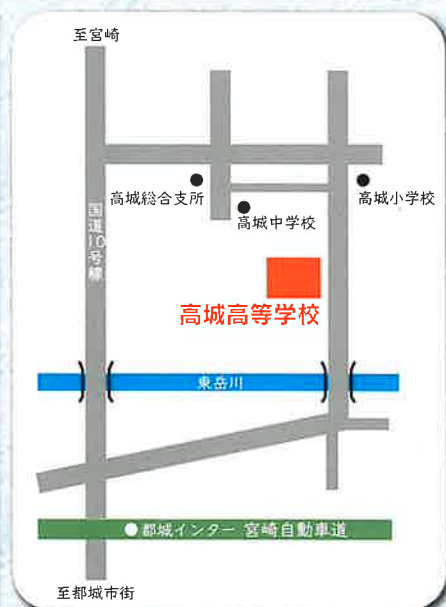 至宮崎
高城総合支所
高城小学校
高城中学校
国道10号線
高城高等学校
東岳川
都城インター 宮崎自動車道
至都城市街